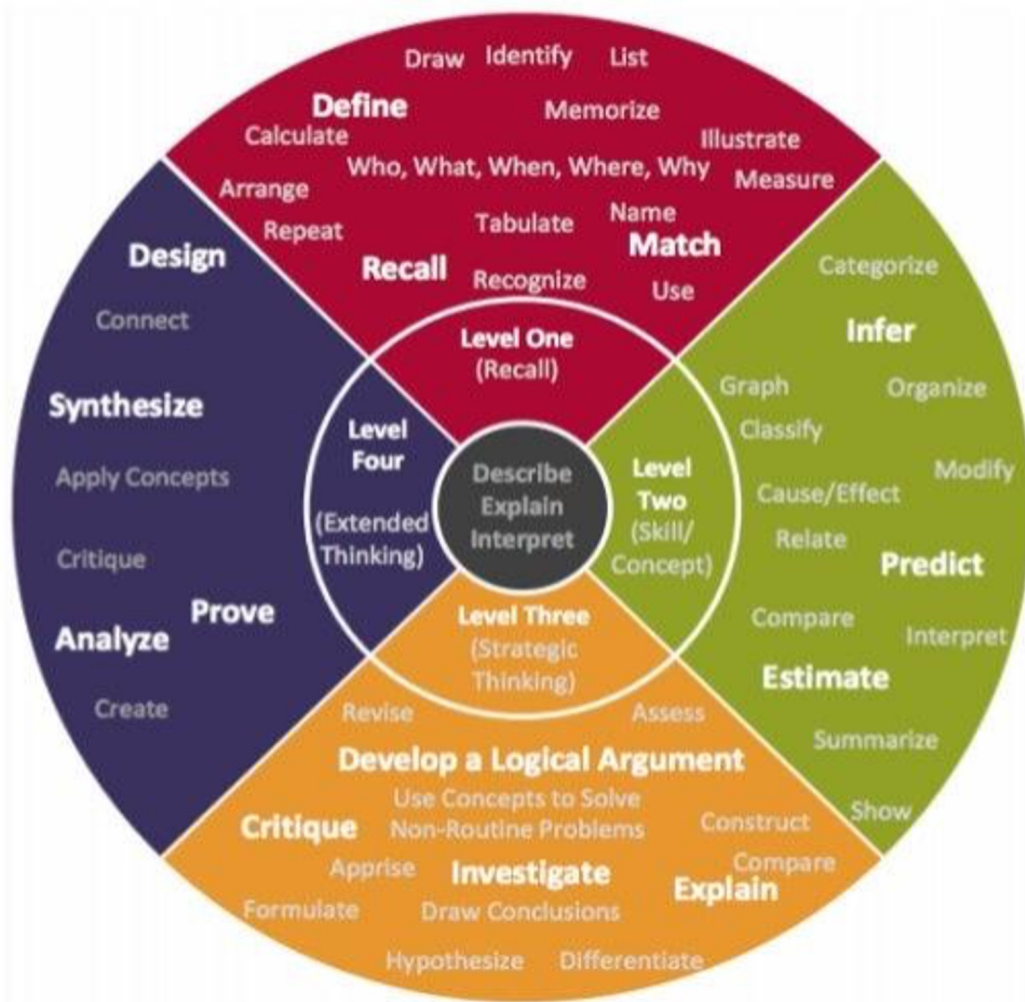 Draw Identify List
Define Memorize
Calculate Illustrate
Who, What, When, Where, Why
Arrange Measure
Repeat Tabulate Name
Recall Recognize Match
Use
Level One
(Recall)
Categorize
Infer
Graph Organize
Classify
Modify
Cause/Effect
Relate
Predict
Compare
Interpret
Estimate
Summarize
Show
Level
Two
(Skill/
Concept)
Level Three
(Strategic
Thinking)
Revise Assess
Develop a Logical Argument
Use Concepts to Solve
Non-Routine Problems
Critique Construct
Apprise Investigate Compare
Explain
Formulate Draw Conclusions
Hypothesize Differentiate
Level
Four
(Extended
Thinking)
Design
Connect
Synthesize
Apply Concepts
Critique
Prove
Analyze
Create
Describe
Explain
Interpret